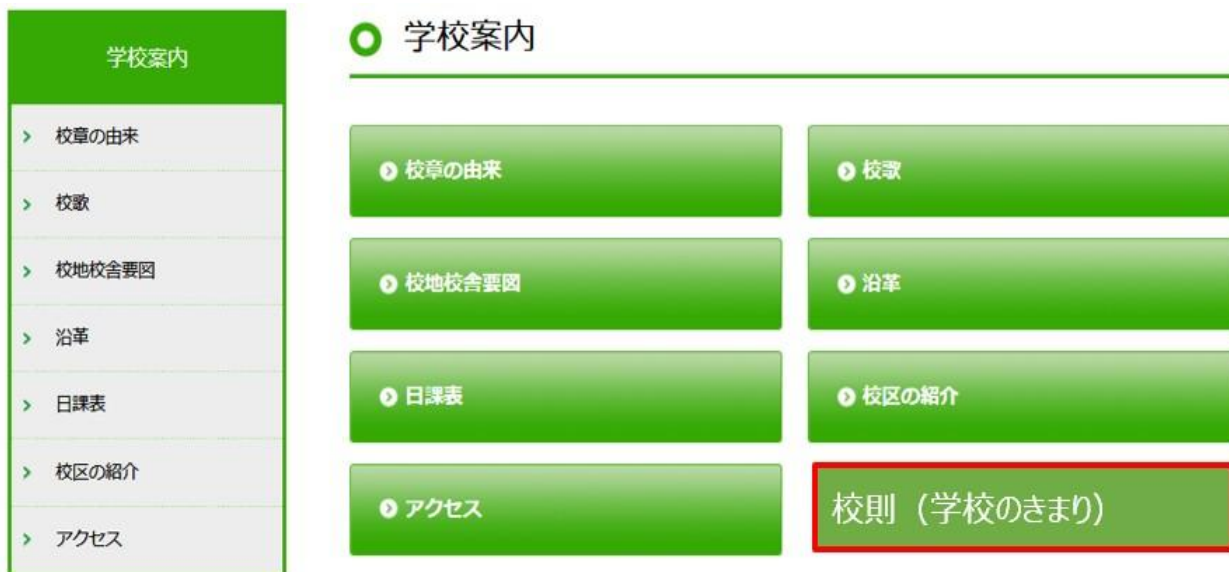 学校案内
校章の由来
校歌
校地校舎要図
沿革
日課表
校区の紹介
アクセス
学校案内
校章の由来
校歌
校地校舎要図
沿革
日課表
校区の紹介
アクセス
校則（学校のきまり）